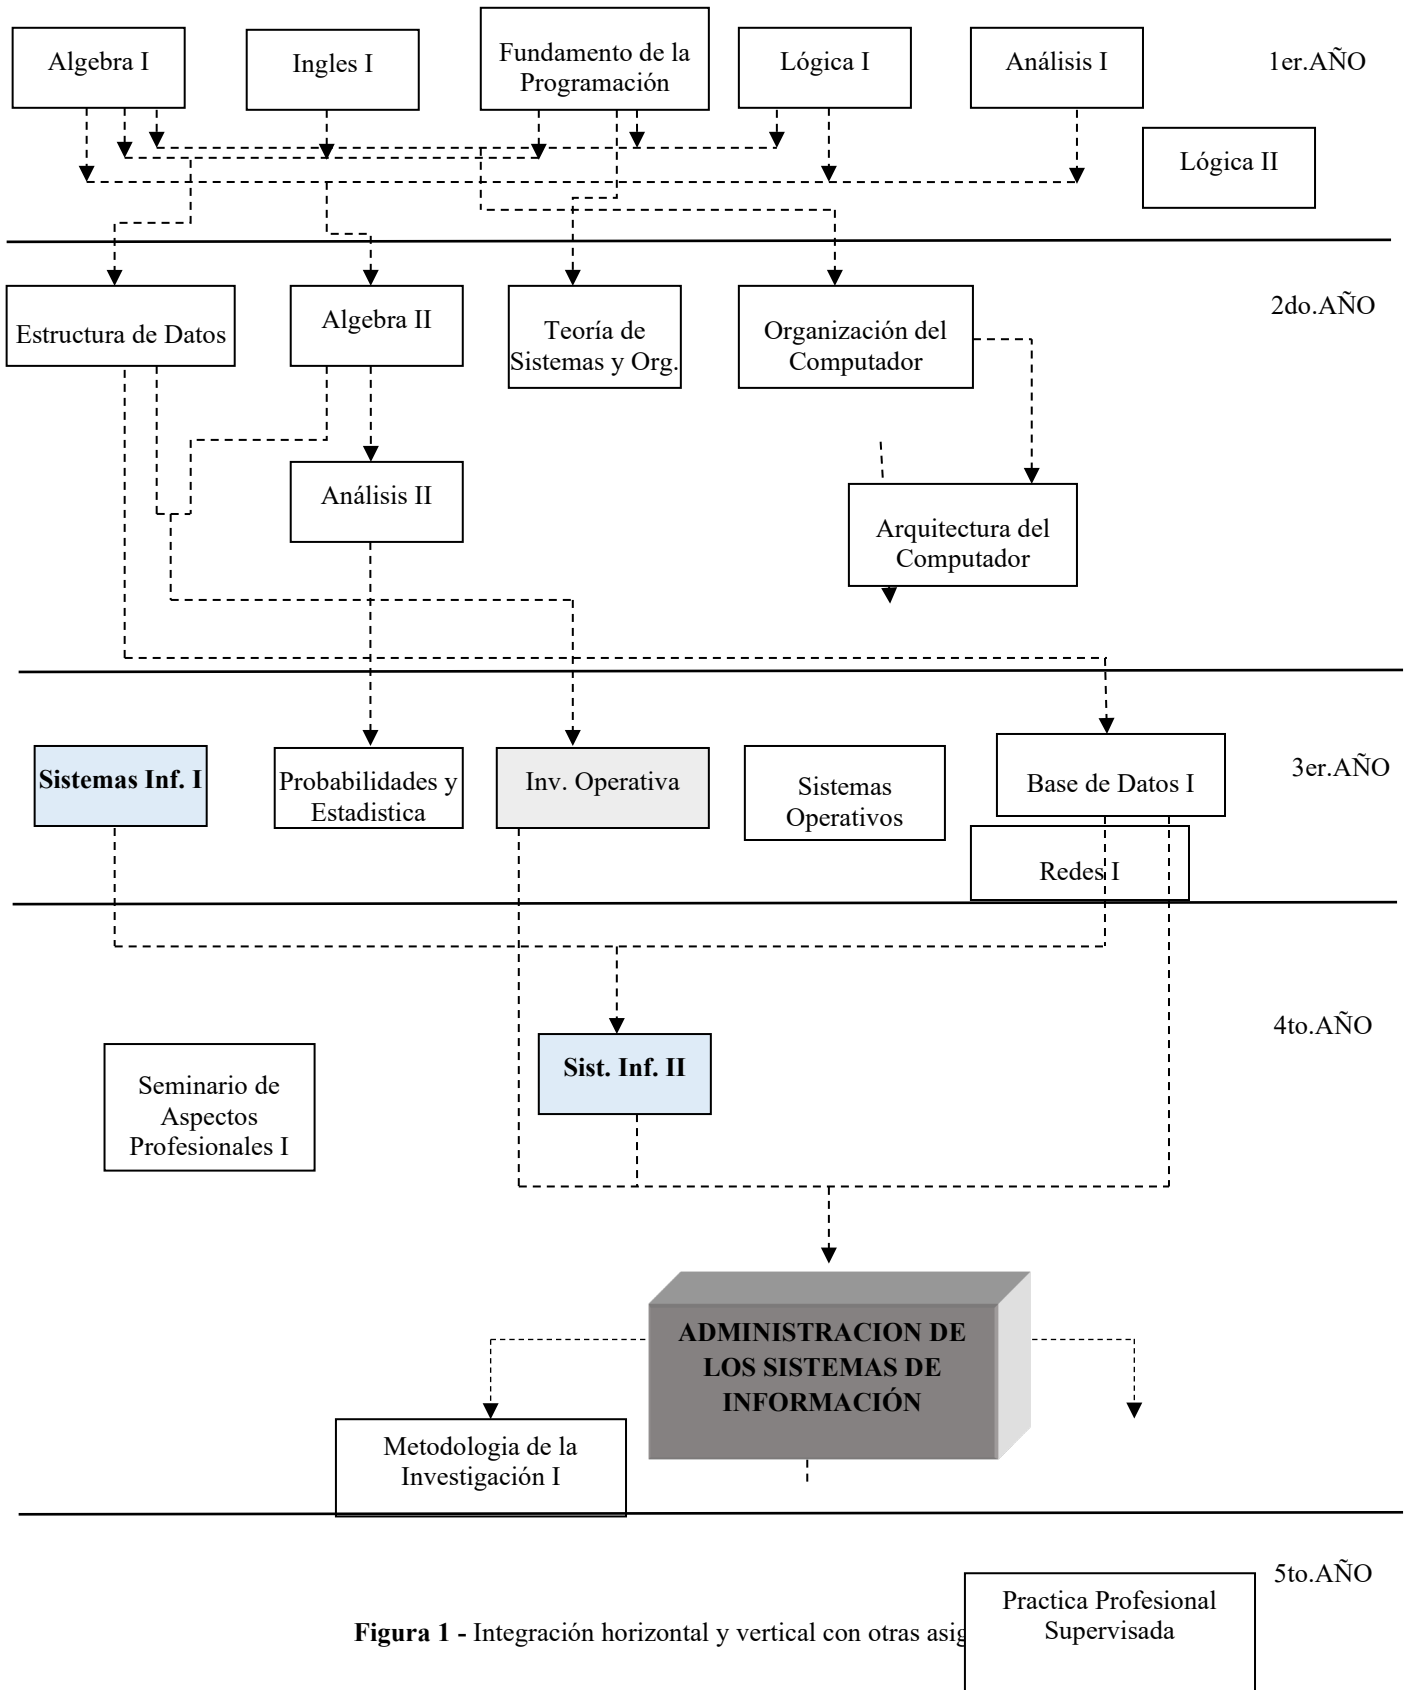 Algebra I
Ingles I
Fundamento de la
Programación
Lógica I
Análisis I
1er.AÑO
Lógica II
Estructura de Datos
Algebra II
Teoría de
Sistemas y Org.
Organización del
Computador
2do.AÑO
Análisis II
Arquitectura del
Computador
Sistemas Inf. I
Probabilidades y
Estadistica
Inv. Operativa
Sistemas
Operativos
Base de Datos I
3er.AÑO
Redes I
4to.AÑO
Seminario de
Aspectos
Profesionales I
Sist. Inf. II
ADMINISTRACION DE
LOS SISTEMAS DE
INFORMACIÓN
Metodologia de la
Investigación I
5to.AÑO
Practica Profesional
Supervisada
Figura 1 - Integración horizontal y vertical con otras asig